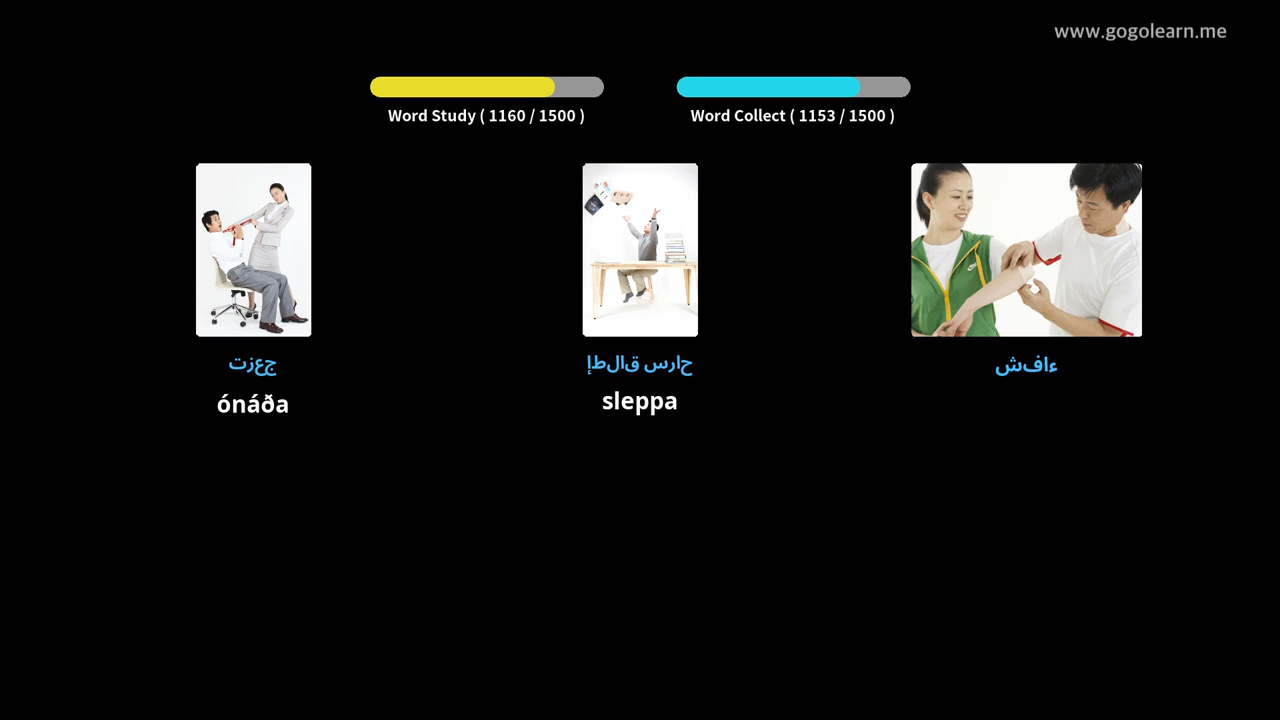 www.gogolearn.me
Word Study ( 1160 / 1500 )
Word Collect ( 1153 / 1500 )
جعزت
ónáða
حارس قالطإ
sleppa
ءافش